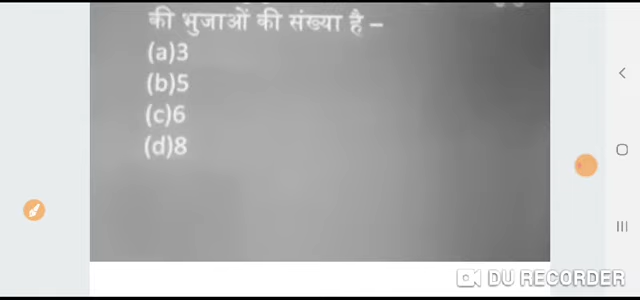 की भुजाओं की संख्या है –
(a)3
(b)5
(c)6
(d)8
DU RECORDER